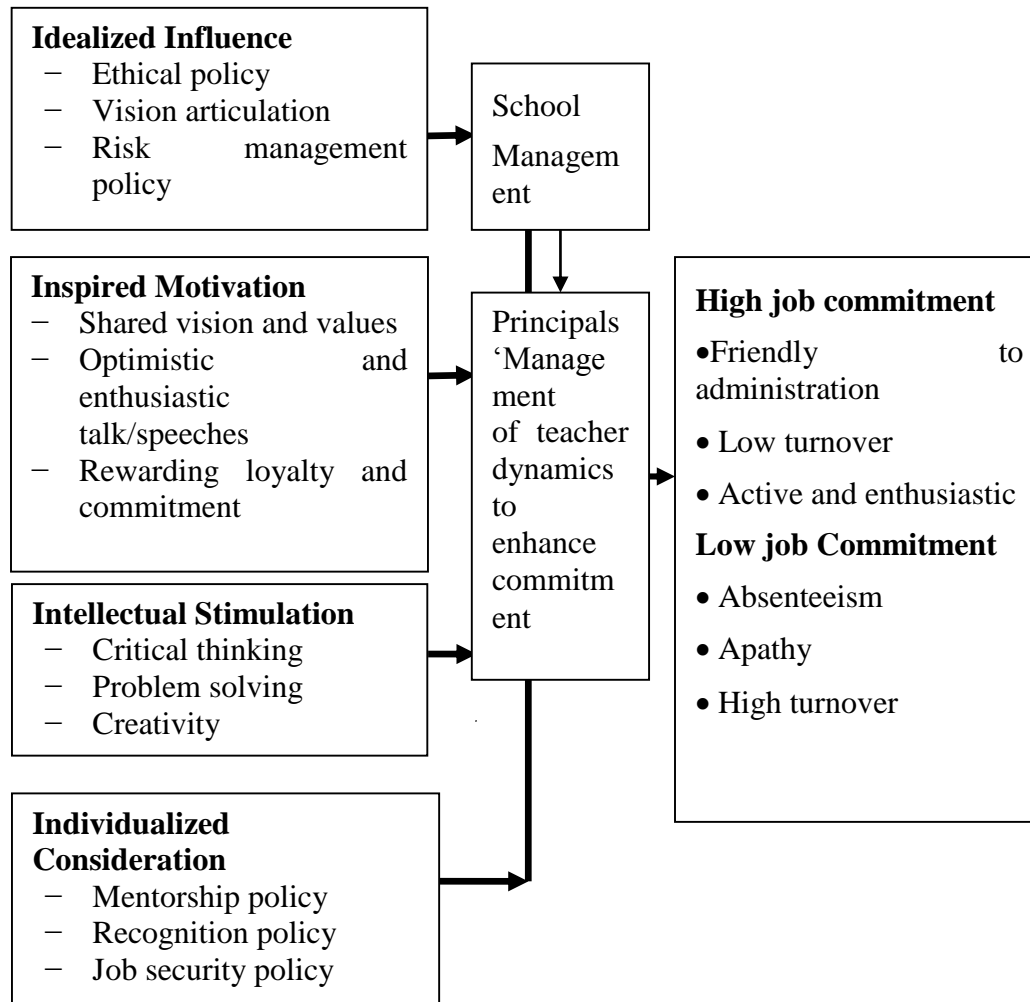 Idealized Influence
− Ethical policy
− Vision articulation
− Risk management
policy
School
Managem
ent
Inspired Motivation
− Shared vision and values
− Optimistic and
enthusiastic
talk/speeches
− Rewarding loyalty and
commitment
Principals
‘Manage
ment
of teacher
dynamics
to
enhance
commitm
ent
High job commitment
•Friendly to
administration
• Low turnover
• Active and enthusiastic
Low job Commitment
• Absenteeism
• Apathy
• High turnover
Intellectual Stimulation
− Critical thinking
− Problem solving
− Creativity
Individualized
Consideration
− Mentorship policy
− Recognition policy
− Job security policy